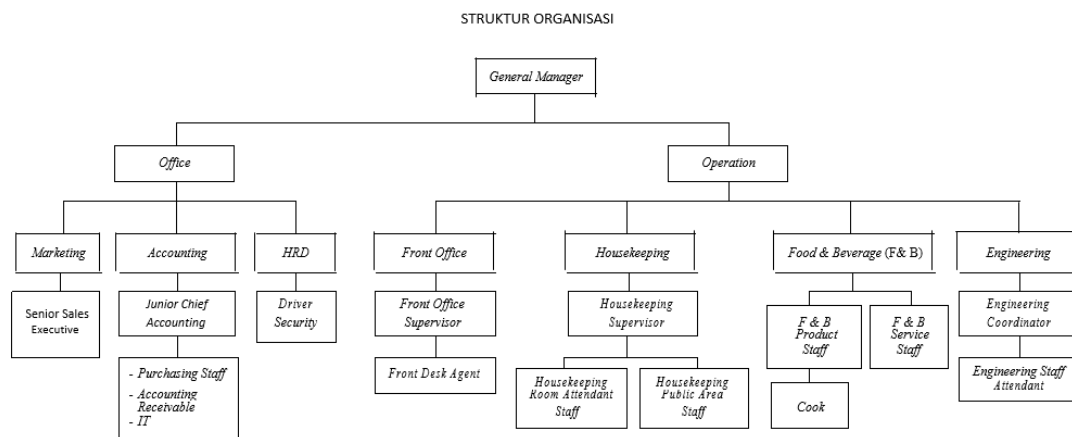 STRUKTUR ORGANISASI
General Manager
Office
Operation
Marketing
Accounting
HRD
Front Office
Housekeeping
Food & Beverage (F& B)
Engineering
Senior Sales
Executive
Junior Chief
Accounting
Driver
Security
Front Office
Supervisor
Housekeeping
Supervisor
F & B
Product
Staff
F & B
Service
Staff
Engineering
Coordinator
- Purchasing Staff
- Accounting
Receivable
- IT
Front Desk Agent
Housekeeping
Room Attendant
Staff
Housekeeping
Public Area
Staff
Cook
Engineering Staff
Attendant